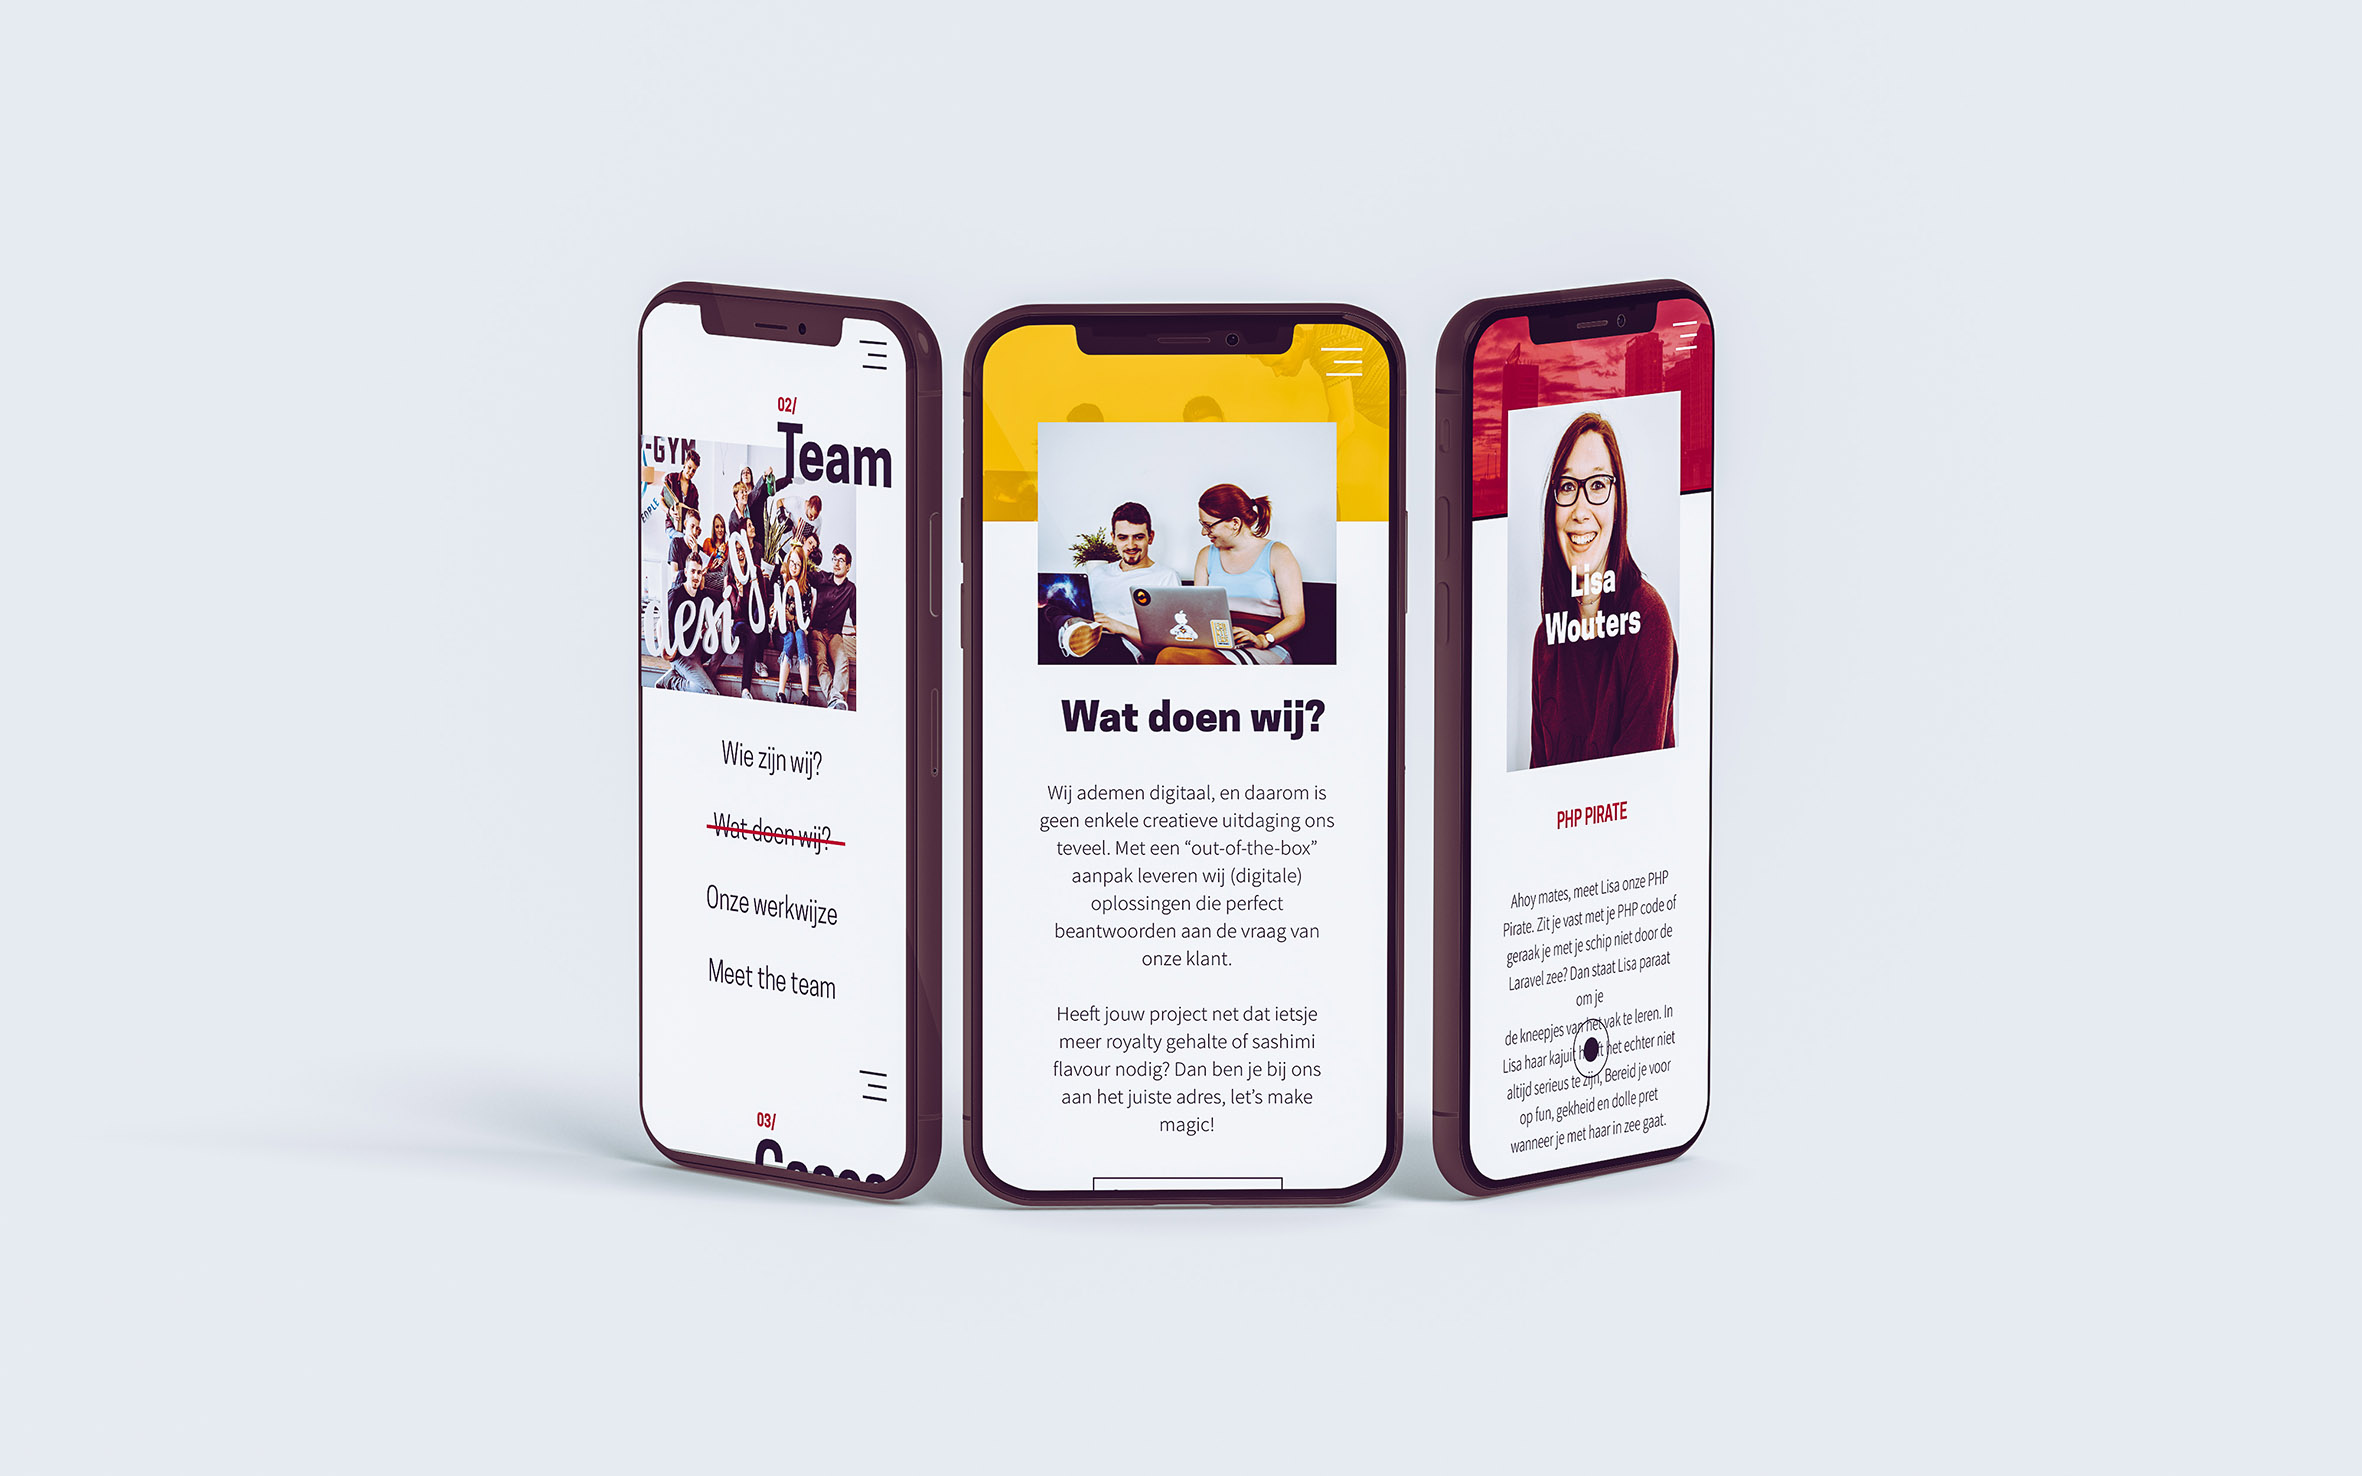 02/
Team
-GYM
design
Wie zijn wij?
Wat doen wij?
Onze werkwijze
Meet the team
03/
Wat doen wij?
Wij ademen digitaal, en daarom is
geen enkele creatieve uitdaging ons
teveel. Met een “out-of-the-box”
aanpak leveren wij (digitale)
oplossingen die perfect
beantwoorden aan de vraag van
onze klant.
Heeft jouw project net dat ietsje
meer royalty gehalte of sashimi
flavour nodig? Dan ben je bij ons
aan het juiste adres, let’s make
magic!
Lisa
Wouters
PHP PIRATE
Ahoy mates, meet Lisa onze PHP
Pirate. Zit je vast met je PHP code of
geraak je met je schip niet door de
Laravel zee? Dan staat Lisa paraat
om je
de kneepjes van het vak te leren. In
Lisa haar kajuit heeft het echter niet
altijd serieus te zijn, Bereid je voor
op fun, gekheid en dolle pret
wanneer je met haar in zee gaat.